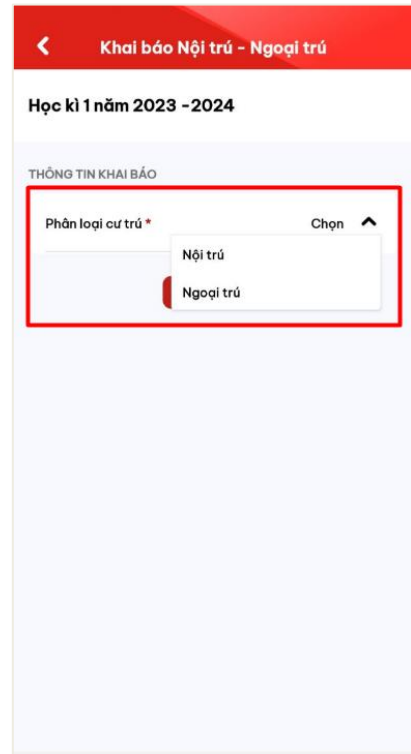 Khai báo Nội trú - Ngoại trú
Học kì 1 năm 2023 -2024
THÔNG TIN KHAI BÁO
Phân loại cư trú * Chọn
Nội trú
Ngoại trú